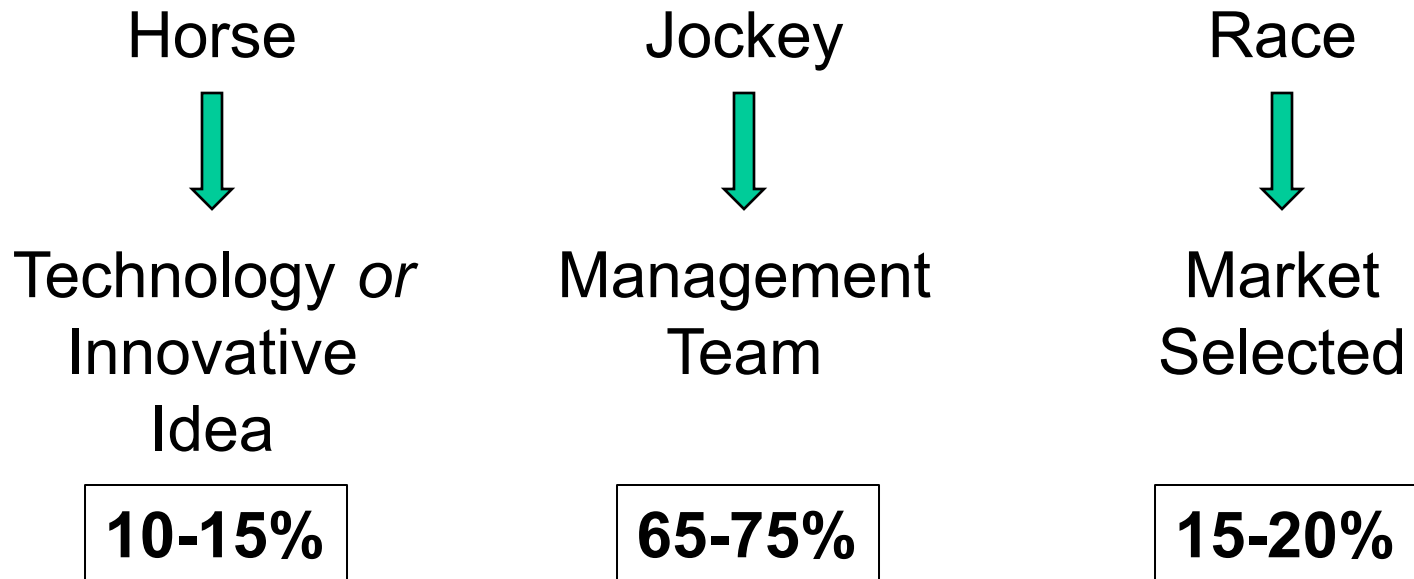 Horse
Jockey
Race
Technology or
Innovative
Idea
Management
Team
Market
Selected
10-15%
65-75%
15-20%